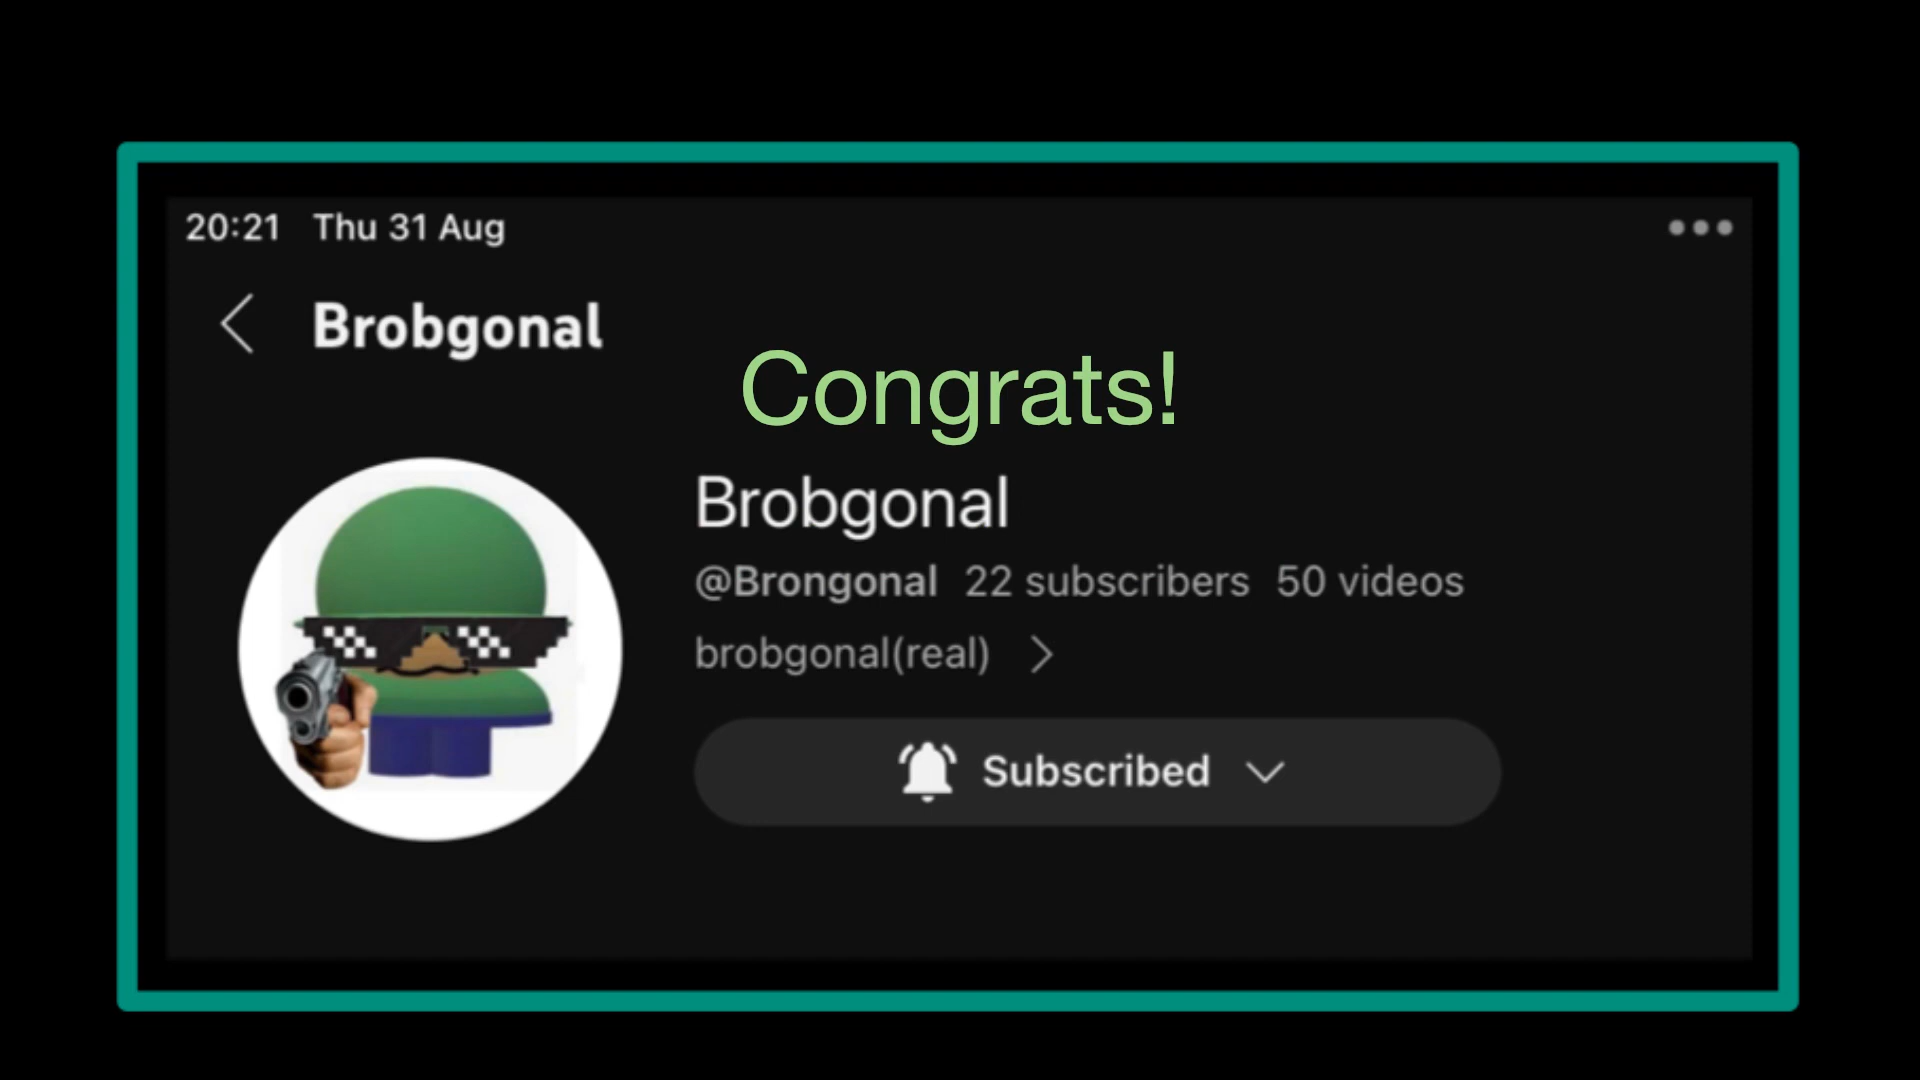 20:21 Thu 31 Aug
Brobgonal
Congrats!
Brobgonal
@Brongonal 22 subscribers 50 videos
brobgonal(real)
Subscribed